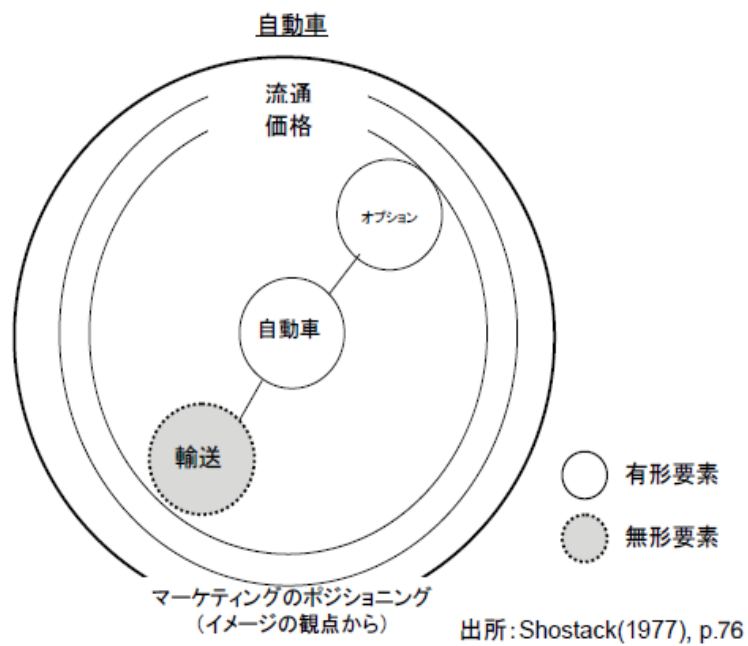 自動車
流通
価格
オプション
自動車
輸送
有形要素
無形要素
マーケティングのポジショニング
(イメージの観点から)
出所:Shostack(1977), p.76